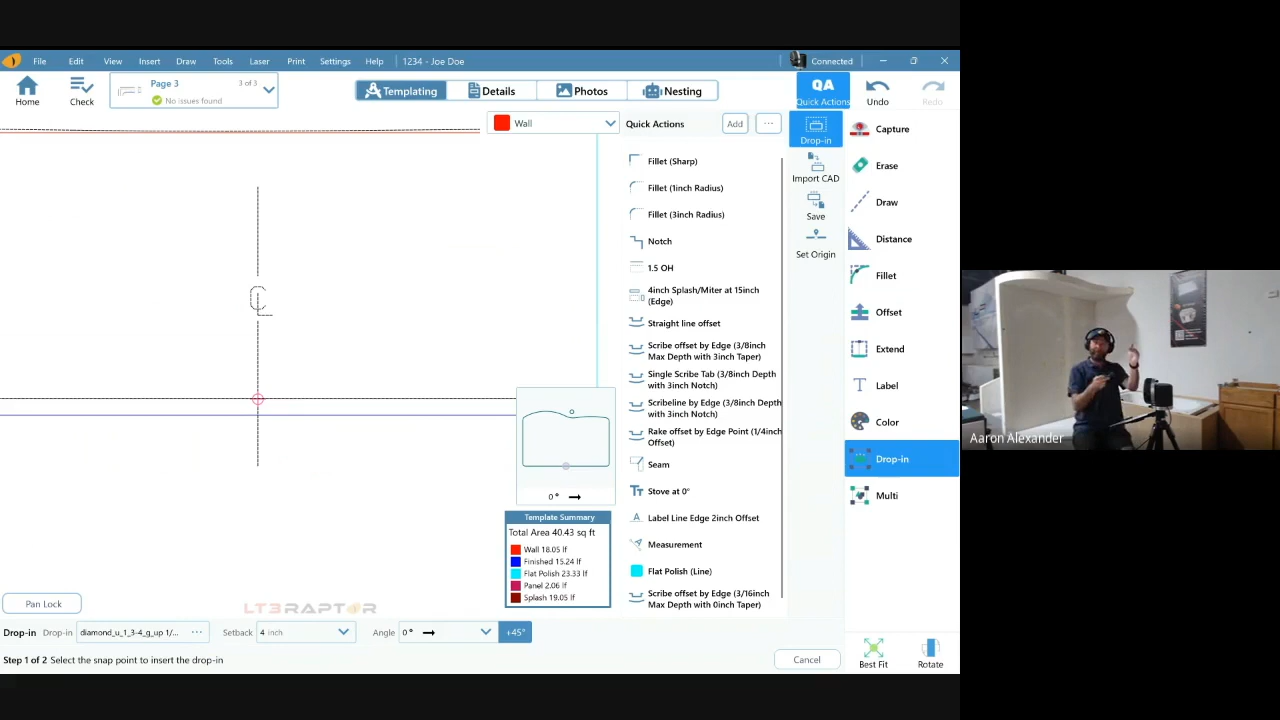 File Edit View Insert Draw Tools Laser Print Settings Help 1234 - Joe Doe Connected
Home
Check
Page 3
3 of 3
No issues found
Templating
Details
Photos
Nesting
QA
Quick Actions
Undo
Redo
Wall
Quick Actions
Add
...
Drop-in
Import CAD
Save
Set Origin
Capture
Erase
Draw
Distance
Fillet
Offset
Extend
Label
Color
Drop-in
Multi
Fillet (Sharp)
Fillet (1inch Radius)
Fillet (3inch Radius)
Notch
1.5 OH
4inch Splash/Miter at 15inch
(Edge)
Straight line offset
Scribe offset by Edge (3/8inch
Max Depth with 3inch Taper)
Single Scribe Tab (3/8inch Depth
with 3inch Notch)
Scribeline by Edge (3/8inch Depth
with 3inch Notch)
Rake offset by Edge Point (1/4inch
Offset)
Seam
Stove at 0°
Label Line Edge 2inch Offset
Measurement
Flat Polish (Line)
Scribe offset by Edge (3/16inch
Max Depth with 0inch Taper)
0°
Template Summary
Total Area 40.43 sq ft
Wall 18.05 lf
Finished 15.24 lf
Flat Polish 23.33 lf
Panel 2.06 lf
Splash 19.05 lf
Pan Lock
LT3RAPTOR
Drop-in Drop-in diamond_u_1_3-4_g_up 1/... ... Setback 4 inch Angle 0° +45°
Step 1 of 2 Select the snap point to insert the drop-in
Cancel
Best Fit
Rotate
Aaron Alexander